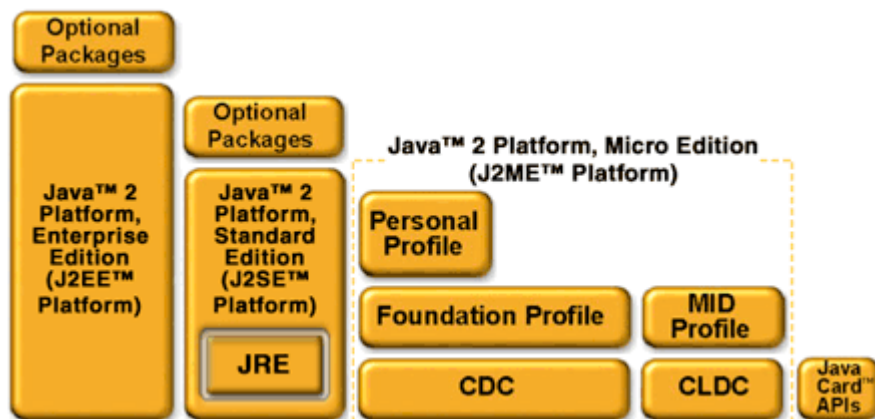 Optional
Packages
Java™ 2
Platform,
Enterprise
Edition
(J2EE™
Platform)
Optional
Packages
Java™ 2
Platform,
Standard
Edition
(J2SE™
Platform)
JRE
Java™ 2 Platform, Micro Edition
(J2ME™ Platform)
Personal
Profile
Foundation Profile
MID
Profile
CDC
CLDC
Java
Card™
APIs